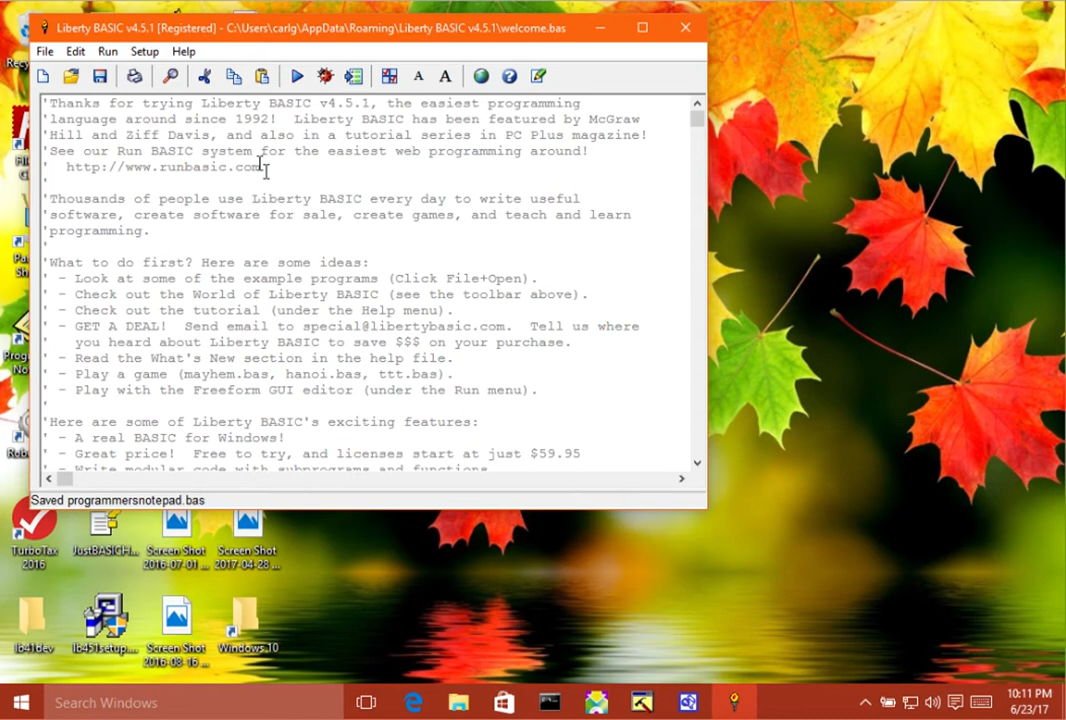 Liberty BASIC v4.5.1 [Registered] - C:\Users\carlg\AppData\Roaming\Liberty BASIC v4.5.1\welcome.bas
File Edit Run Setup Help
'Thanks for trying Liberty BASIC v4.5.1, the easiest programming
'language around since 1992!  Liberty BASIC has been featured by McGraw
'Hill and Ziff Davis, and also in a tutorial series in PC Plus magazine!
'See our Run BASIC system for the easiest web programming around!
'  http://www.runbasic.com
'
'Thousands of people use Liberty BASIC every day to write useful
'software, create software for sale, create games, and teach and learn
'programming.
'
'What to do first? Here are some ideas:
' - Look at some of the example programs (Click File+Open).
' - Check out the World of Liberty BASIC (see the toolbar above).
' - Check out the tutorial (under the Help menu).
' - GET A DEAL!  Send email to special@libertybasic.com.  Tell us where
'   you heard about Liberty BASIC to save $$$ on your purchase.
' - Read the What's New section in the help file.
' - Play a game (mayhem.bas, hanoi.bas, ttt.bas).
' - Play with the Freeform GUI editor (under the Run menu).
'
'Here are some of Liberty BASIC's exciting features:
' - A real BASIC for Windows!
' - Great price!  Free to try, and licenses start at just $59.95
' - Write modular code with subprograms and functions
Saved programmersnotepad.bas
TurboTax 2016
JustBASICH...
Screen Shot 2016-07-01 ...
Screen Shot 2017-04-28 ...
lb416dev
lb451setup....
Screen Shot 2016-08-16 ...
Windows 10
Search Windows
10:11 PM
6/23/17